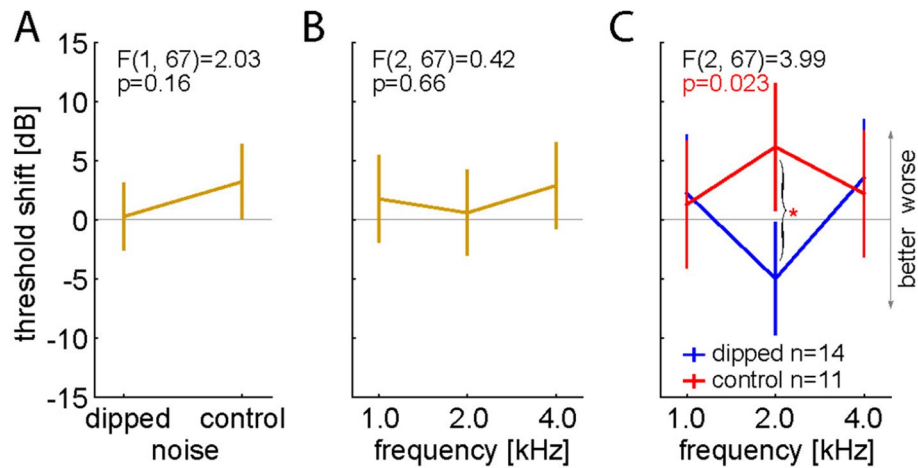 A
B
C
threshold shift [dB]
15
10
5
0
-5
-10
-15
F(1, 67)=2.03
p=0.16
dipped
control
noise
F(2, 67)=0.42
p=0.66
1.0
2.0
4.0
frequency [kHz]
F(2, 67)=3.99
p=0.023
*
better worse
dipped n=14
control n=11
1.0
2.0
4.0
frequency [kHz]